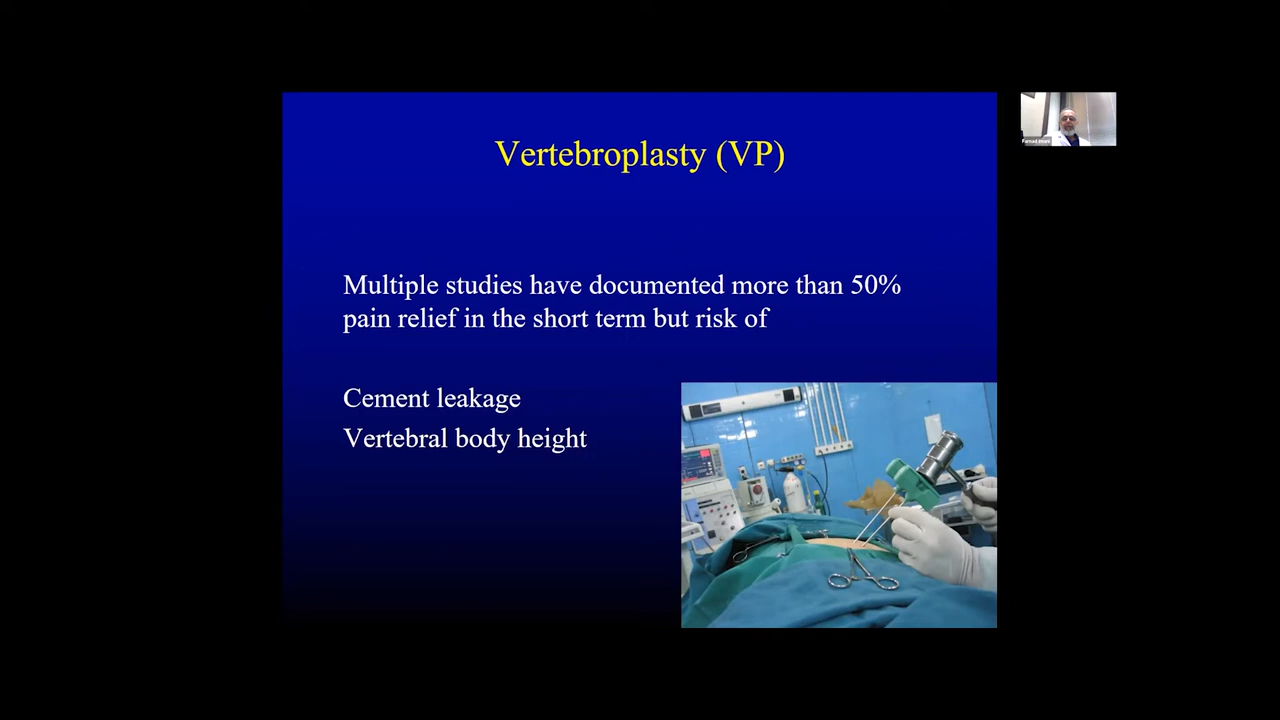 Vertebroplasty (VP)
Multiple studies have documented more than 50%
pain relief in the short term but risk of
Cement leakage
Vertebral body height